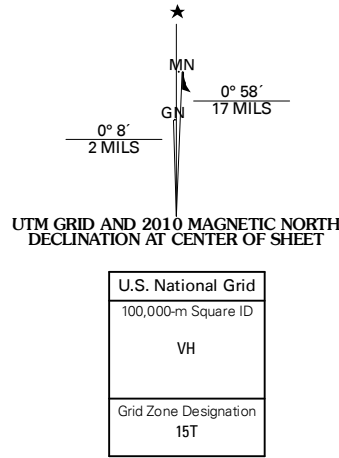 MN
0° 58´
17 MILS
GN
0° 8´
2 MILS
UTM GRID AND 2010 MAGNETIC NORTH
DECLINATION AT CENTER OF SHEET
U.S. National Grid
100,000-m Square ID
VH
Grid Zone Designation
15T